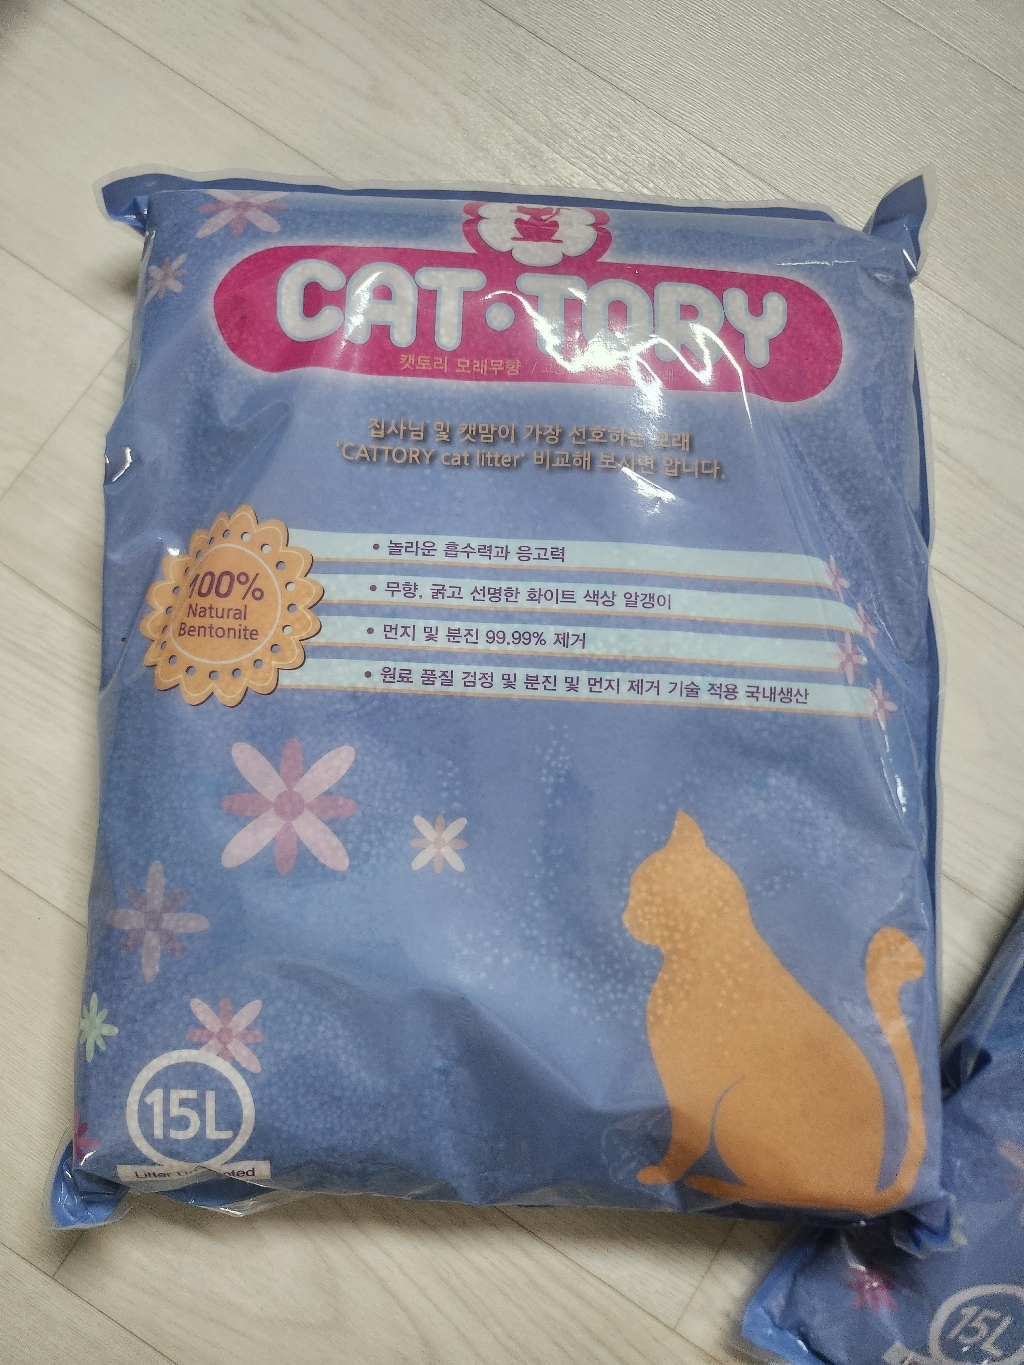 CAT·TORY
캣토리 모래무향
집사님 및 캣맘이 가장 선호하는 모래
'CATTORY cat litter' 비교해 보시면 압니다.
100%
Natural
Bentonite
• 놀라운 흡수력과 응고력
• 무향, 굵고 선명한 화이트 색상 알갱이
• 먼지 및 분진 99.99% 제거
• 원료 품질 검정 및 분진 및 먼지 제거 기술 적용 국내생산
15L
Litter
15L